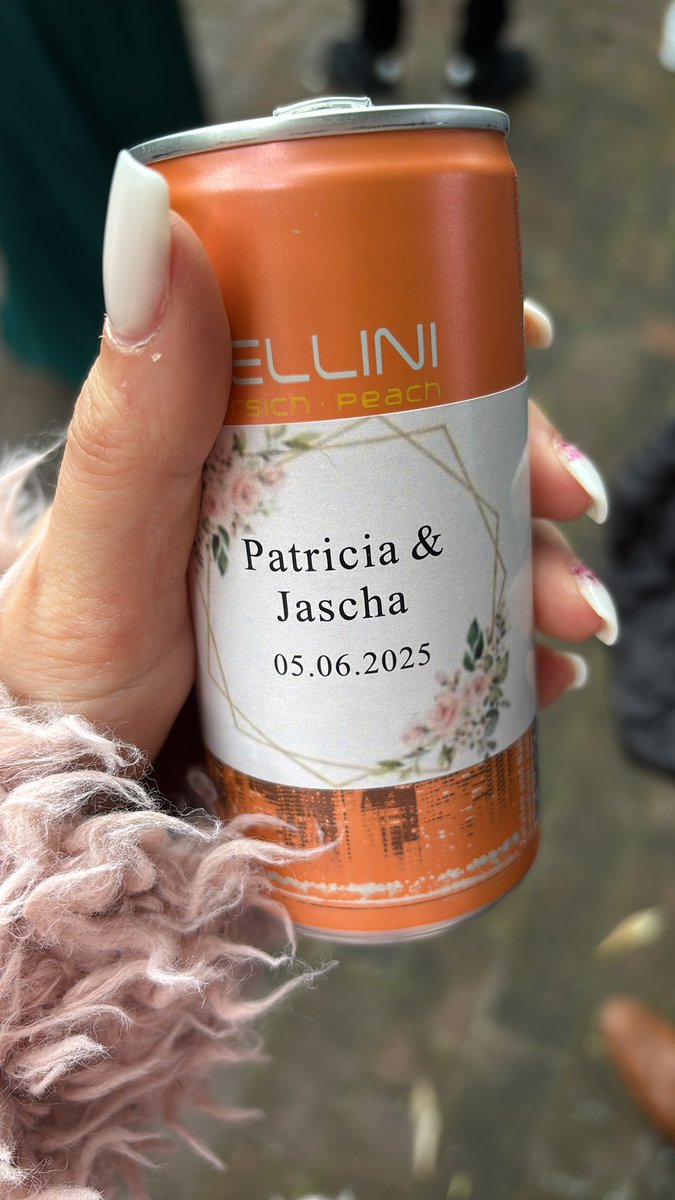 ELLINI
rsich · Peach
Patricia &
Jascha
05.06.2025